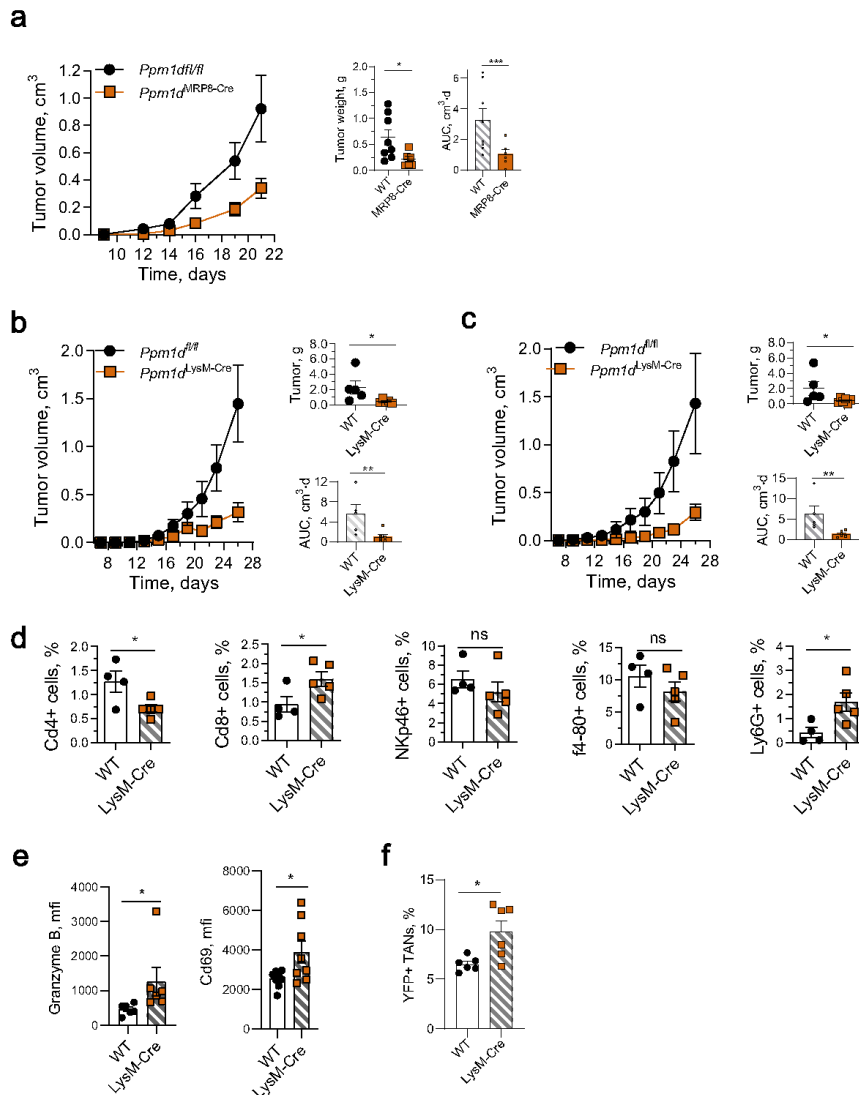 a
Ppm1dfl/fl
Ppm1dMRP8-Cre
Tumor volume, cm3
1.2
1.0
0.8
0.6
0.4
0.2
0.0
10 12 14 16 18 20 22
Time, days
Tumor weight, g
2.0
1.5
1.0
0.5
0.0
*
WT
MRP8-Cre
AUC, cm3·d
6
4
2
0
***
WT
MRP8-Cre
b
Ppm1dfl/fl
Ppm1dLysM-Cre
Tumor volume, cm3
2.0
1.5
1.0
0.5
0.0
8 12 16 20 24 28
Time, days
Tumor, g
8.0
6.0
4.0
2.0
0.0
*
WT
LysM-Cre
AUC, cm3·d
12
8
4
0
**
WT
LysM-Cre
c
Ppm1dfl/fl
Ppm1dLysM-Cre
Tumor volume, cm3
2.0
1.5
1.0
0.5
0.0
8 12 16 20 24 28
Time, days
Tumor, g
8.0
6.0
4.0
2.0
0.0
*
WT
LysM-Cre
AUC, cm3·d
20
15
10
5
0
**
WT
LysM-Cre
d
Cd4+ cells, %
2.0
1.5
1.0
0.5
0.0
*
WT
LysM-Cre
Cd8+ cells, %
2.5
2.0
1.5
1.0
0.5
0.0
*
WT
LysM-Cre
NKp46+ cells, %
10
8
6
4
2
0
ns
WT
LysM-Cre
f4-80+ cells, %
15
10
5
0
ns
WT
LysM-Cre
Ly6G+ cells, %
4
3
2
1
0
*
WT
LysM-Cre
e
Granzyme B, mfi
4000
3000
2000
1000
0
*
WT
LysM-Cre
Cd69, mfi
8000
6000
4000
2000
0
*
WT
LysM-Cre
f
YFP+ TANs, %
15
10
5
0
*
WT
LysM-Cre